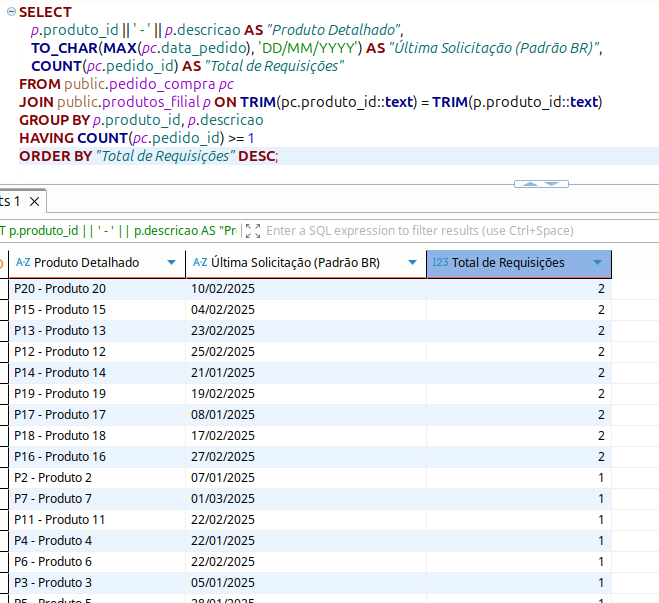 SELECT
p.produto_id || ' - ' || p.descricao AS "Produto Detalhado",
TO_CHAR(MAX(pc.data_pedido), 'DD/MM/YYYY') AS "Última Solicitação (Padrão BR)",
COUNT(pc.pedido_id) AS "Total de Requisições"
FROM public.pedido_compra pc
JOIN public.produtos_filial p ON TRIM(pc.produto_id::text) = TRIM(p.produto_id::text)
GROUP BY p.produto_id, p.descricao
HAVING COUNT(pc.pedido_id) >= 1
ORDER BY "Total de Requisições" DESC;
ts 1
T p.produto_id || ' - ' || p.descricao AS "Pr Enter a SQL expression to filter results (use Ctrl+Space)
A-Z Produto Detalhado A-Z Última Solicitação (Padrão BR) 123 Total de Requisições
P20 - Produto 20 10/02/2025 2
P15 - Produto 15 04/02/2025 2
P13 - Produto 13 23/02/2025 2
P12 - Produto 12 25/02/2025 2
P14 - Produto 14 21/01/2025 2
P19 - Produto 19 19/02/2025 2
P17 - Produto 17 08/01/2025 2
P18 - Produto 18 17/02/2025 2
P16 - Produto 16 27/02/2025 2
P2 - Produto 2 07/01/2025 1
P7 - Produto 7 01/03/2025 1
P11 - Produto 11 22/02/2025 1
P4 - Produto 4 22/01/2025 1
P6 - Produto 6 22/02/2025 1
P3 - Produto 3 05/01/2025 1
P5 - Produto 5 28/01/2025 1